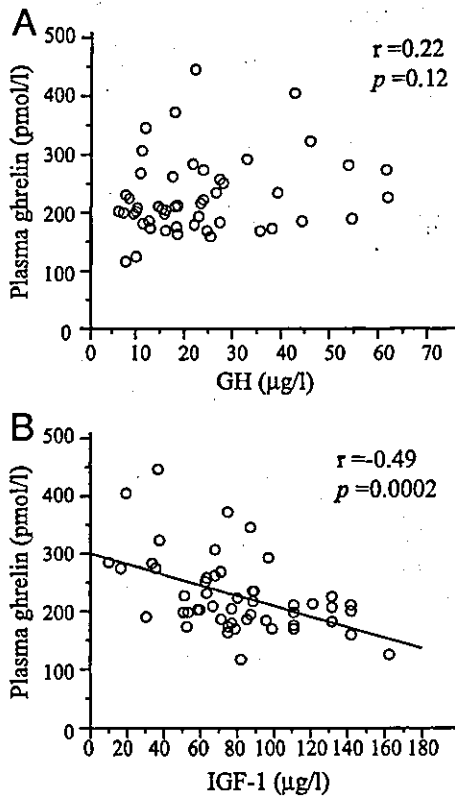 A
500
400
300
200
100
0
Plasma ghrelin (pmol/l)
r =0.22
p =0.12
0 10 20 30 40 50 60 70
GH (μg/l)
B
500
400
300
200
100
0
Plasma ghrelin (pmol/l)
r =-0.49
p =0.0002
0 20 40 60 80 100 120 140 160 180
IGF-1 (μg/l)